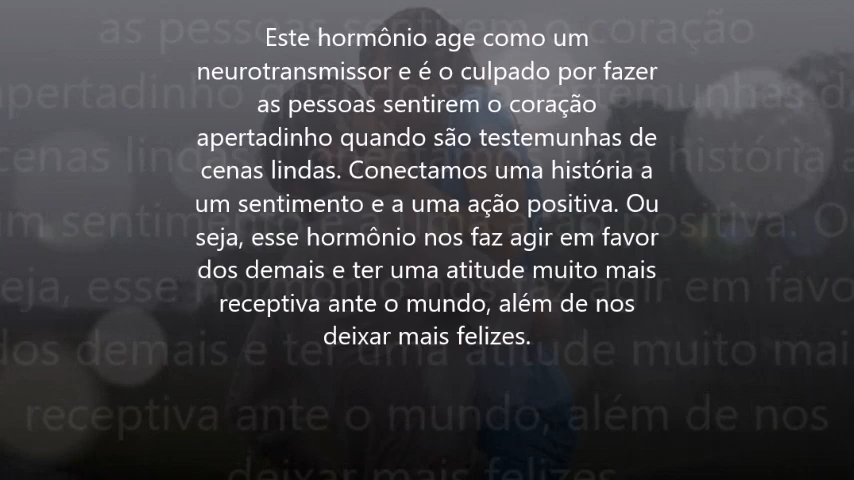 Este hormônio age como um
neurotransmissor e é o culpado por fazer
as pessoas sentirem o coração
apertadinho quando são testemunhas de
cenas lindas. Conectamos uma história a
um sentimento e a uma ação positiva. Ou
seja, esse hormônio nos faz agir em favor
dos demais e ter uma atitude muito mais
receptiva ante o mundo, além de nos
deixar mais felizes.